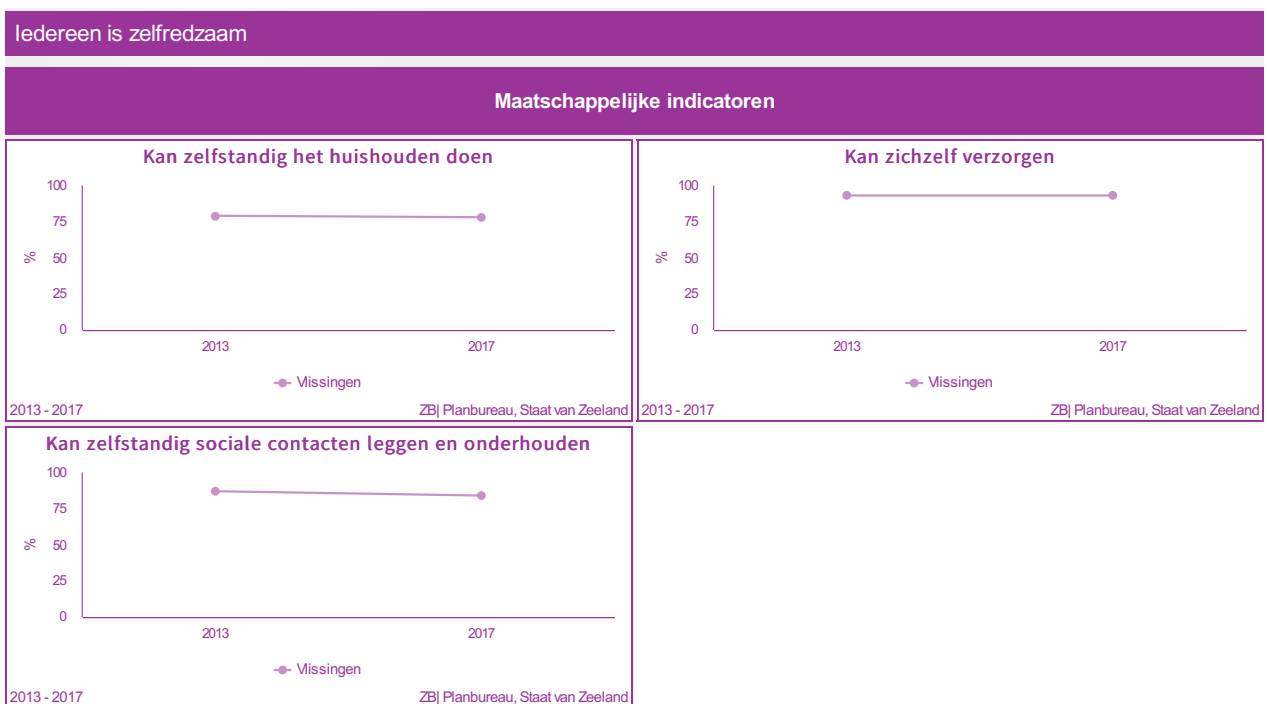 Iedereen is zelfredzaam
Maatschappelijke indicatoren
Kan zelfstandig het huishouden doen
100
75
50
25
0
%
2013 2017
Vlissingen
2013 - 2017 ZB| Planbureau, Staat van Zeeland
Kan zichzelf verzorgen
100
75
50
25
0
%
2013 2017
Vlissingen
2013 - 2017 ZB| Planbureau, Staat van Zeeland
Kan zelfstandig sociale contacten leggen en onderhouden
100
75
50
25
0
%
2013 2017
Vlissingen
2013 - 2017 ZB| Planbureau, Staat van Zeeland